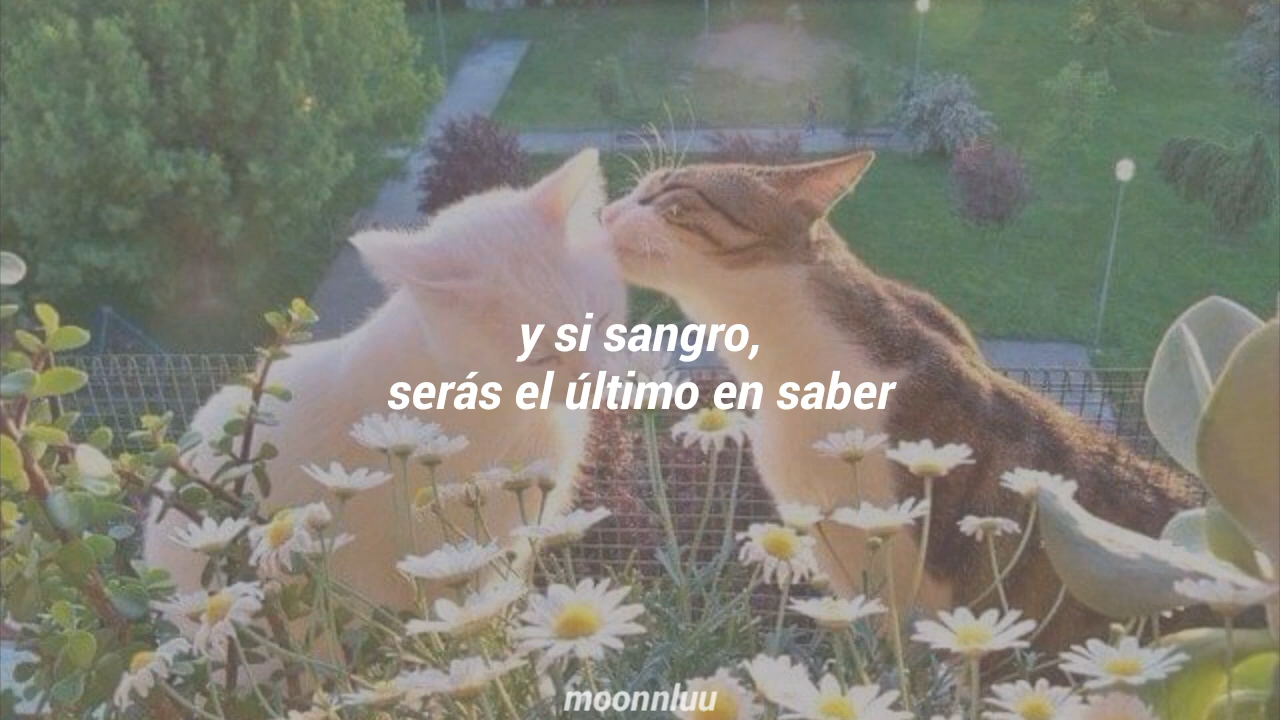 y si sangro,
serás el último en saber
moonnluu